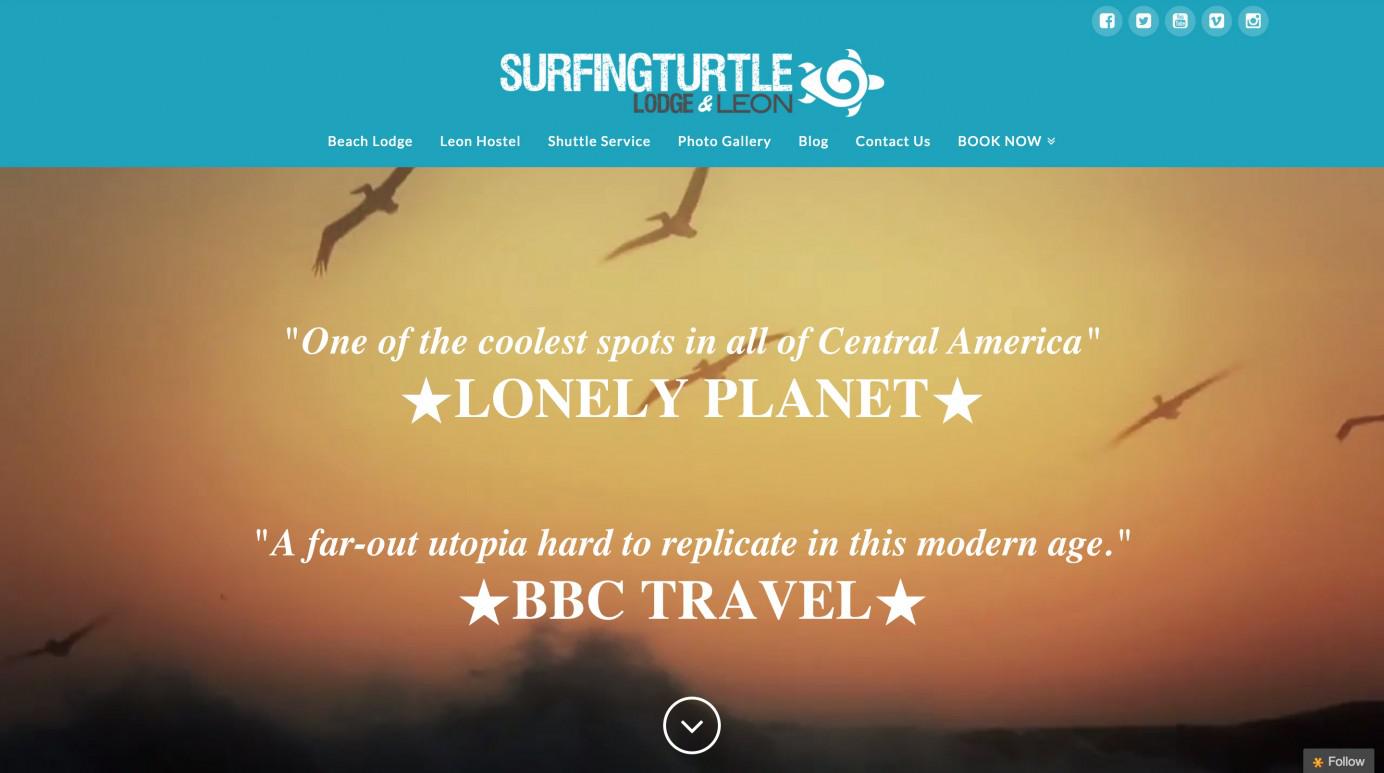 SURFINGTURTLE
LODGE & LEON
Beach Lodge Leon Hostel Shuttle Service Photo Gallery Blog Contact Us BOOK NOW
"One of the coolest spots in all of Central America"
★LONELY PLANET★
"A far-out utopia hard to replicate in this modern age."
★BBC TRAVEL★
Follow